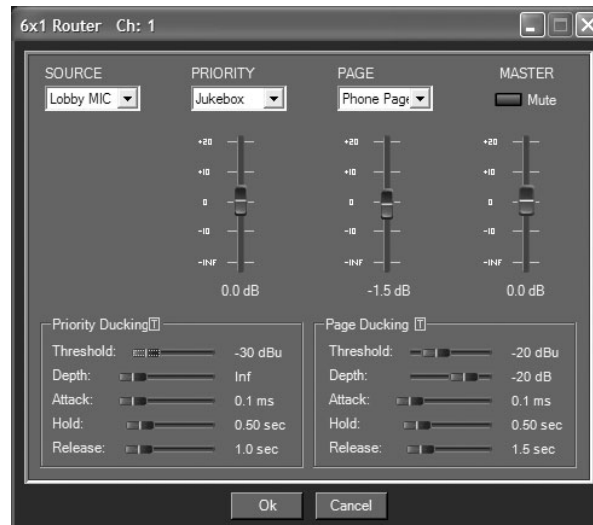 6x1 Router Ch: 1
SOURCE PRIORITY PAGE MASTER
Lobby MIC Jukebox Phone Page Mute
+20 +20 +20
+10 +10 +10
0 0 0
-10 -10 -10
-INF -INF -INF
0.0 dB -1.5 dB 0.0 dB
Priority Ducking T Page Ducking T
Threshold: -30 dBu Threshold: -20 dBu
Depth: Inf Depth: -20 dB
Attack: 0.1 ms Attack: 0.1 ms
Hold: 0.50 sec Hold: 0.50 sec
Release: 1.0 sec Release: 1.5 sec
Ok Cancel